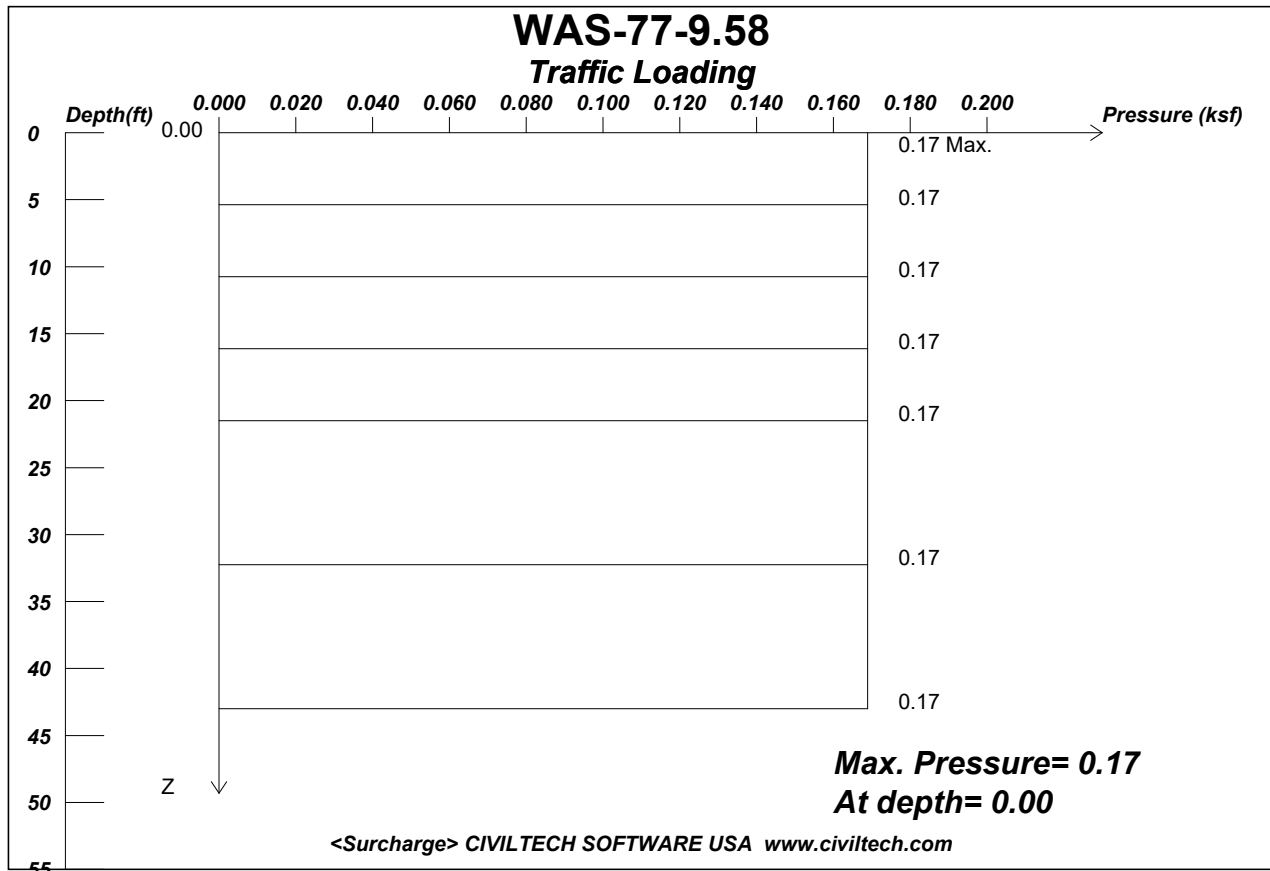 WAS-77-9.58
Traffic Loading
0.000 0.020 0.040 0.060 0.080 0.100 0.120 0.140 0.160 0.180 0.200
Depth(ft)
Pressure (ksf)
0
0.00
0.17 Max.
5
0.17
10
0.17
15
0.17
20
0.17
25
30
0.17
35
40
0.17
45
Max. Pressure= 0.17
Z
50
At depth= 0.00
<Surcharge> CIVILTECH SOFTWARE USA www.civiltech.com
55